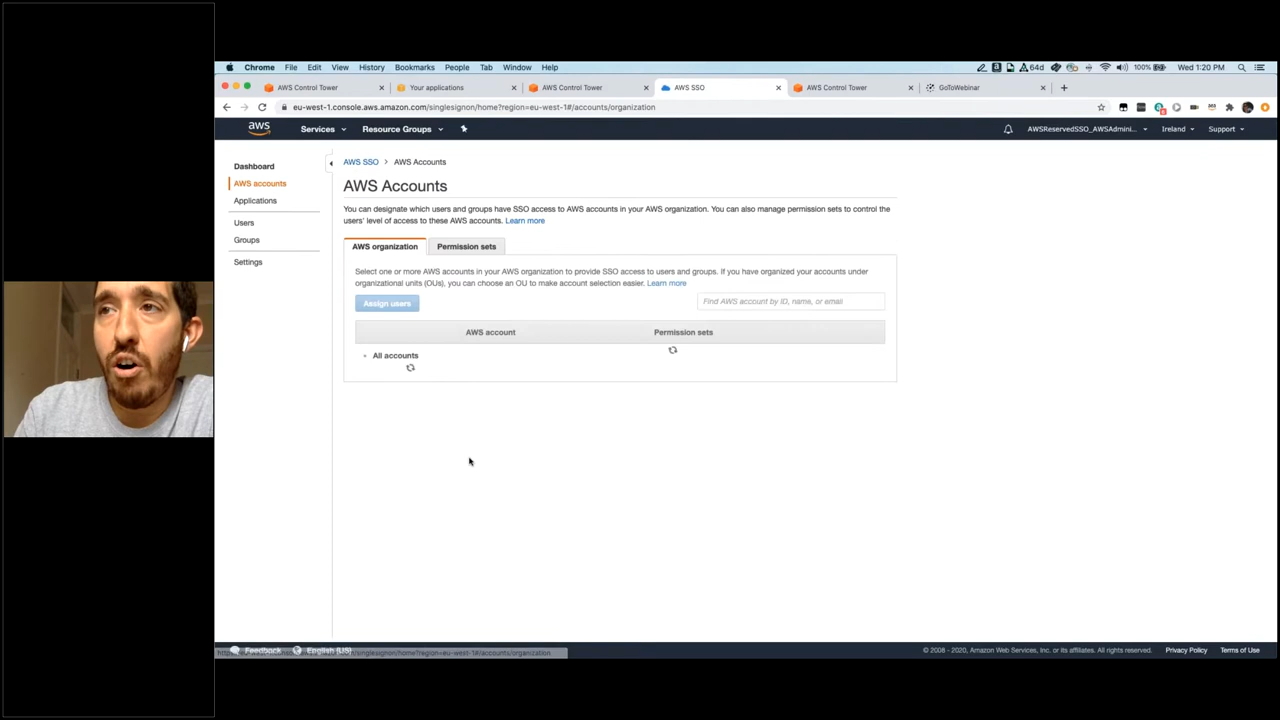 Chrome File Edit View History Bookmarks People Tab Window Help 64d 100% Wed 1:20 PM
AWS Control Tower Your applications AWS Control Tower AWS SSO AWS Control Tower GoToWebinar
eu-west-1.console.aws.amazon.com/singlesignon/home?region=eu-west-1#/accounts/organization
aws Services Resource Groups AWSReservedSSO_AWSAdmini... Ireland Support
Dashboard
AWS accounts
Applications
Users
Groups
Settings
AWS SSO > AWS Accounts
AWS Accounts
You can designate which users and groups have SSO access to AWS accounts in your AWS organization. You can also manage permission sets to control the
users' level of access to these AWS accounts. Learn more
AWS organization Permission sets
Select one or more AWS accounts in your AWS organization to provide SSO access to users and groups. If you have organized your accounts under
organizational units (OUs), you can choose an OU to make account selection easier. Learn more
Assign users Find AWS account by ID, name, or email
AWS account Permission sets
All accounts
Feedback English (US) © 2008 - 2020, Amazon Web Services, Inc. or its affiliates. All rights reserved. Privacy Policy Terms of Use